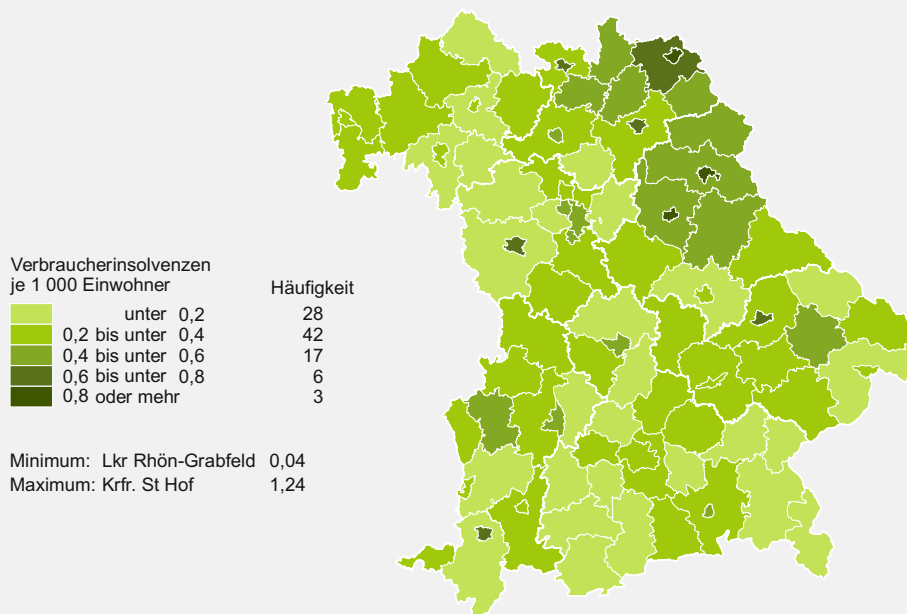 Verbraucherinsolvenzen
je 1 000 Einwohner
Häufigkeit
unter 0,2 28
0,2 bis unter 0,4 42
0,4 bis unter 0,6 17
0,6 bis unter 0,8 6
0,8 oder mehr 3
Minimum: Lkr Rhön-Grabfeld 0,04
Maximum: Krfr. St Hof 1,24